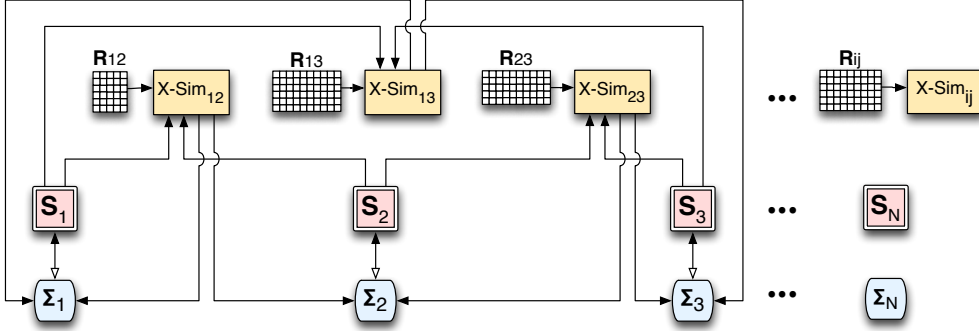 R12
R13
R23
Rij
X-Sim12
X-Sim13
X-Sim23
•••
X-Simij
S1
S2
S3
•••
SN
Σ1
Σ2
Σ3
•••
ΣN